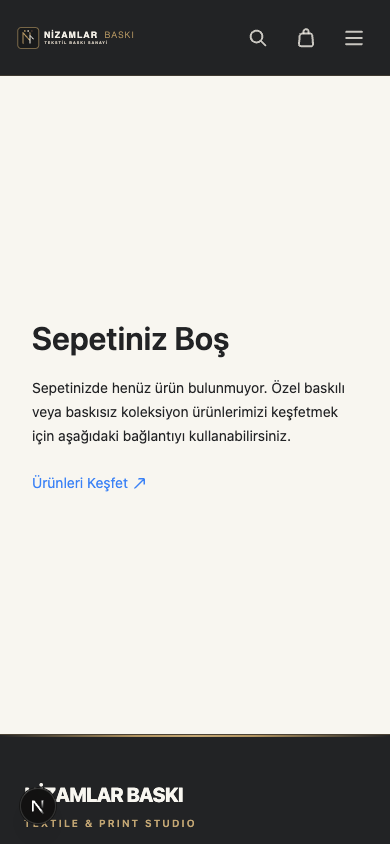 NİZAMLAR BASKI
TEKSTİL BASKI SANAYİ
Sepetiniz Boş
Sepetinizde henüz ürün bulunmuyor. Özel baskılı
veya baskısız koleksiyon ürünlerimizi keşfetmek
için aşağıdaki bağlantıyı kullanabilirsiniz.
Ürünleri Keşfet ↗
NİZAMLAR BASKI
N
TEXTILE & PRINT STUDIO